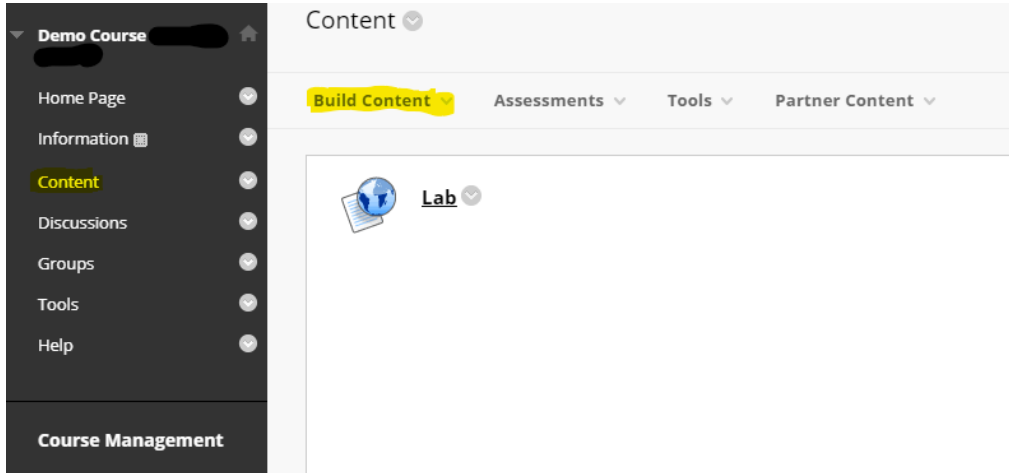 Demo Course
Home Page
Information
Content
Discussions
Groups
Tools
Help
Course Management
Content
Build Content Assessments Tools Partner Content
Lab